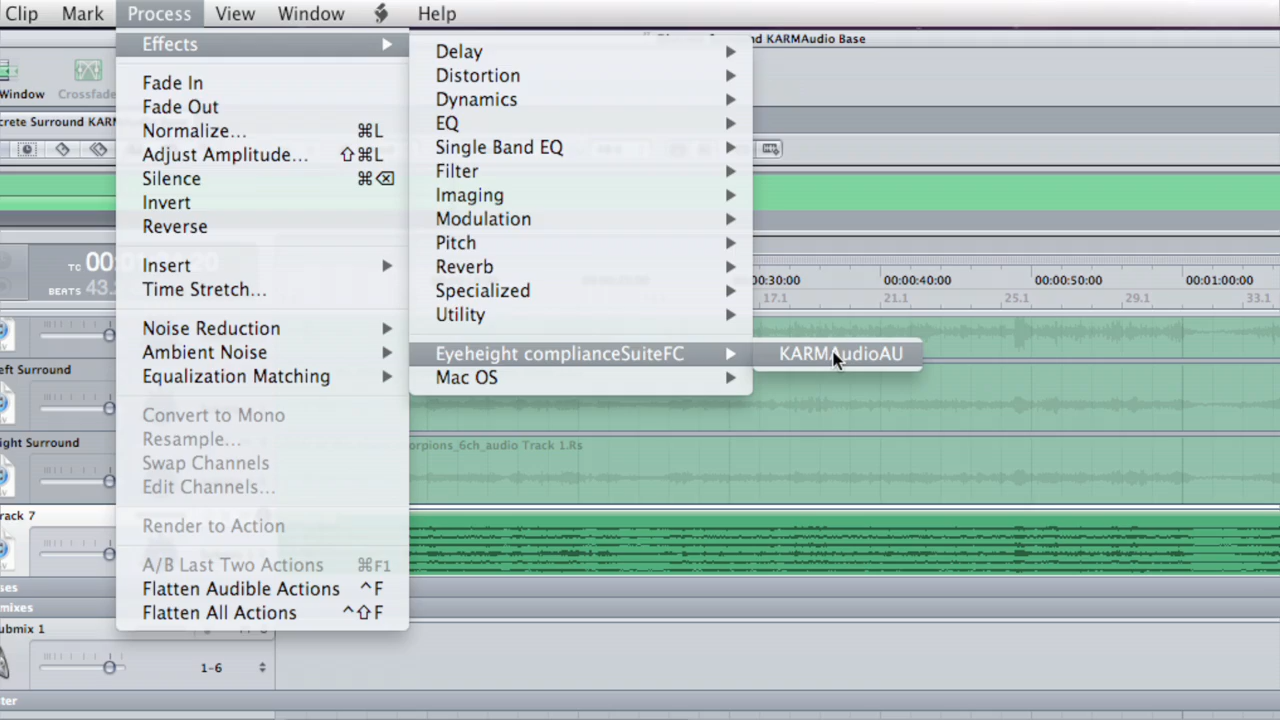 Clip Mark Process View Window Help
KARMAudio Base
Effects
Fade In
Fade Out
Normalize... ⌘L
Adjust Amplitude... ⇧⌘L
Silence ⌘⌫
Invert
Reverse
Insert
Time Stretch...
Noise Reduction
Ambient Noise
Equalization Matching
Convert to Mono
Resample...
Swap Channels
Edit Channels...
Render to Action
A/B Last Two Actions ⌘F1
Flatten Audible Actions ^F
Flatten All Actions ^⇧F
Delay
Distortion
Dynamics
EQ
Single Band EQ
Filter
Imaging
Modulation
Pitch
Reverb
Specialized
Utility
Eyeheight complianceSuiteFC
Mac OS
KARMAudioAU
Window Crossfade
crete Surround KARM
TC 00:
BEATS 43.
00:30:00 00:00:40:00 00:00:50:00 00:01:00:00
17.1 21.1 25.1 29.1 33.1
eft Surround
ight Surround
orpions_6ch_audio Track 1.Rs
rack 7
ses
mixes
ubmix 1
1-6
ter